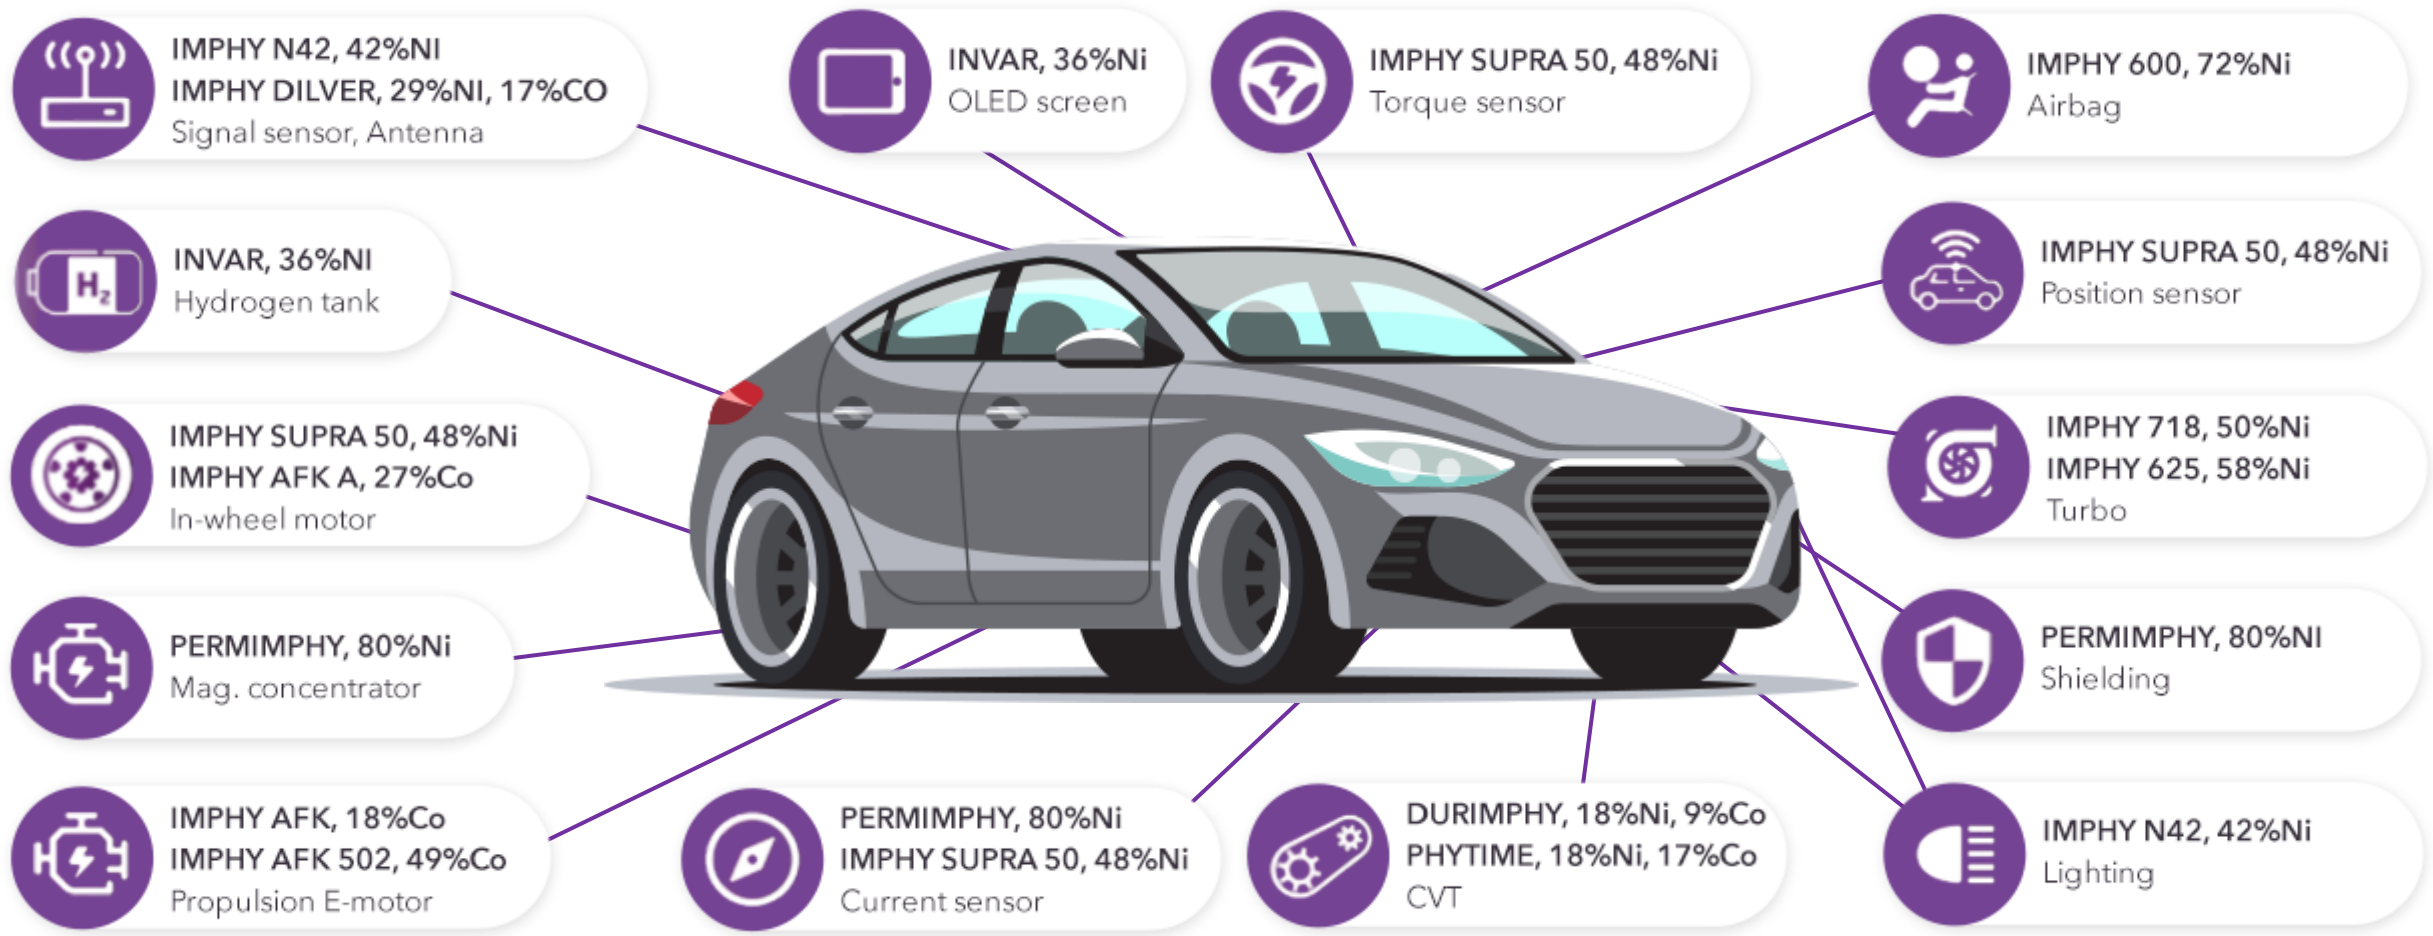 IMPHY N42, 42%NI
IMPHY DILVER, 29%NI, 17%CO
Signal sensor, Antenna
INVAR, 36%Ni
OLED screen
IMPHY SUPRA 50, 48%Ni
Torque sensor
IMPHY 600, 72%Ni
Airbag
H2
INVAR, 36%NI
Hydrogen tank
IMPHY SUPRA 50, 48%Ni
Position sensor
IMPHY SUPRA 50, 48%Ni
IMPHY AFK A, 27%Co
In-wheel motor
IMPHY 718, 50%Ni
IMPHY 625, 58%Ni
Turbo
PERMIMPHY, 80%Ni
Mag. concentrator
PERMIMPHY, 80%NI
Shielding
IMPHY AFK, 18%Co
IMPHY AFK 502, 49%Co
Propulsion E-motor
PERMIMPHY, 80%Ni
IMPHY SUPRA 50, 48%Ni
Current sensor
DURIMPHY, 18%Ni, 9%Co
PHYTIME, 18%Ni, 17%Co
CVT
IMPHY N42, 42%Ni
Lighting